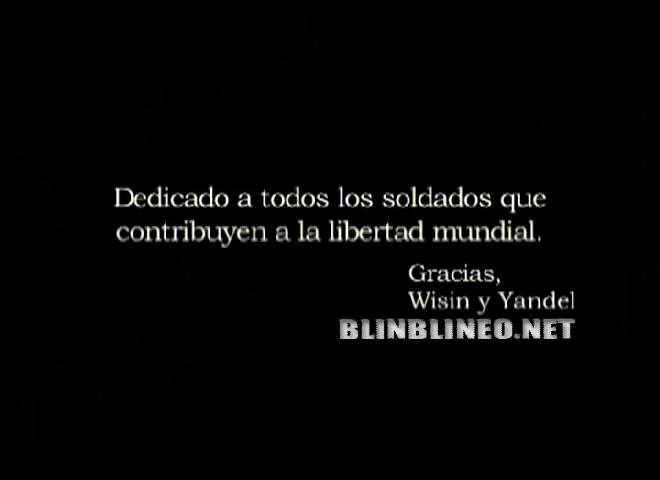 Dedicado a todos los soldados que
contribuyen a la libertad mundial.
Gracias,
Wisin y Yandel
BLINBLINEO.NET